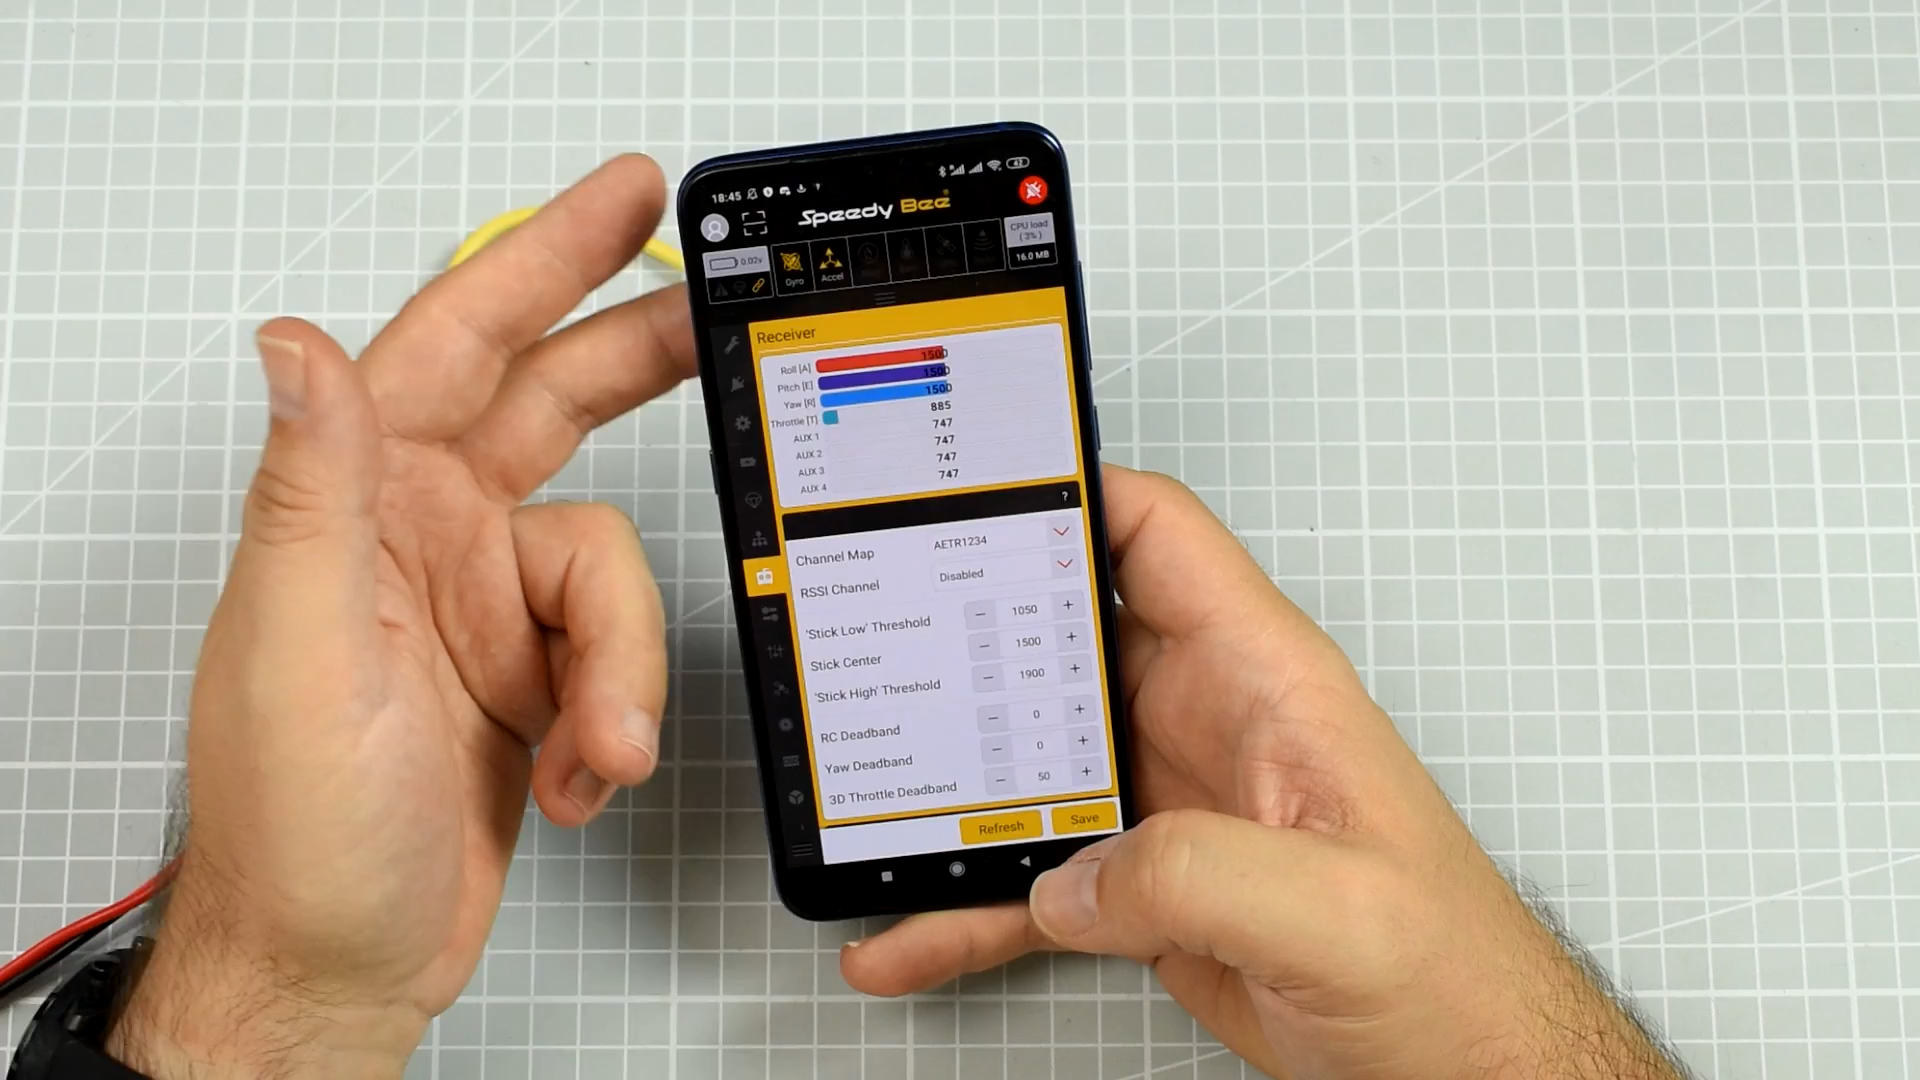 18:45
42
Speedy Bee
0.02v
Gyro
Accel
CPU load
(3%)
16.0 MB
Receiver
Roll [A] 1500
Pitch [E] 1500
Yaw [R] 1500
Throttle [T] 885
AUX 1 747
AUX 2 747
AUX 3 747
AUX 4 747
?
Channel Map AETR1234
RSSI Channel Disabled
'Stick Low' Threshold − 1050 +
Stick Center − 1500 +
'Stick High' Threshold − 1900 +
RC Deadband − 0 +
Yaw Deadband − 0 +
3D Throttle Deadband − 50 +
Refresh
Save